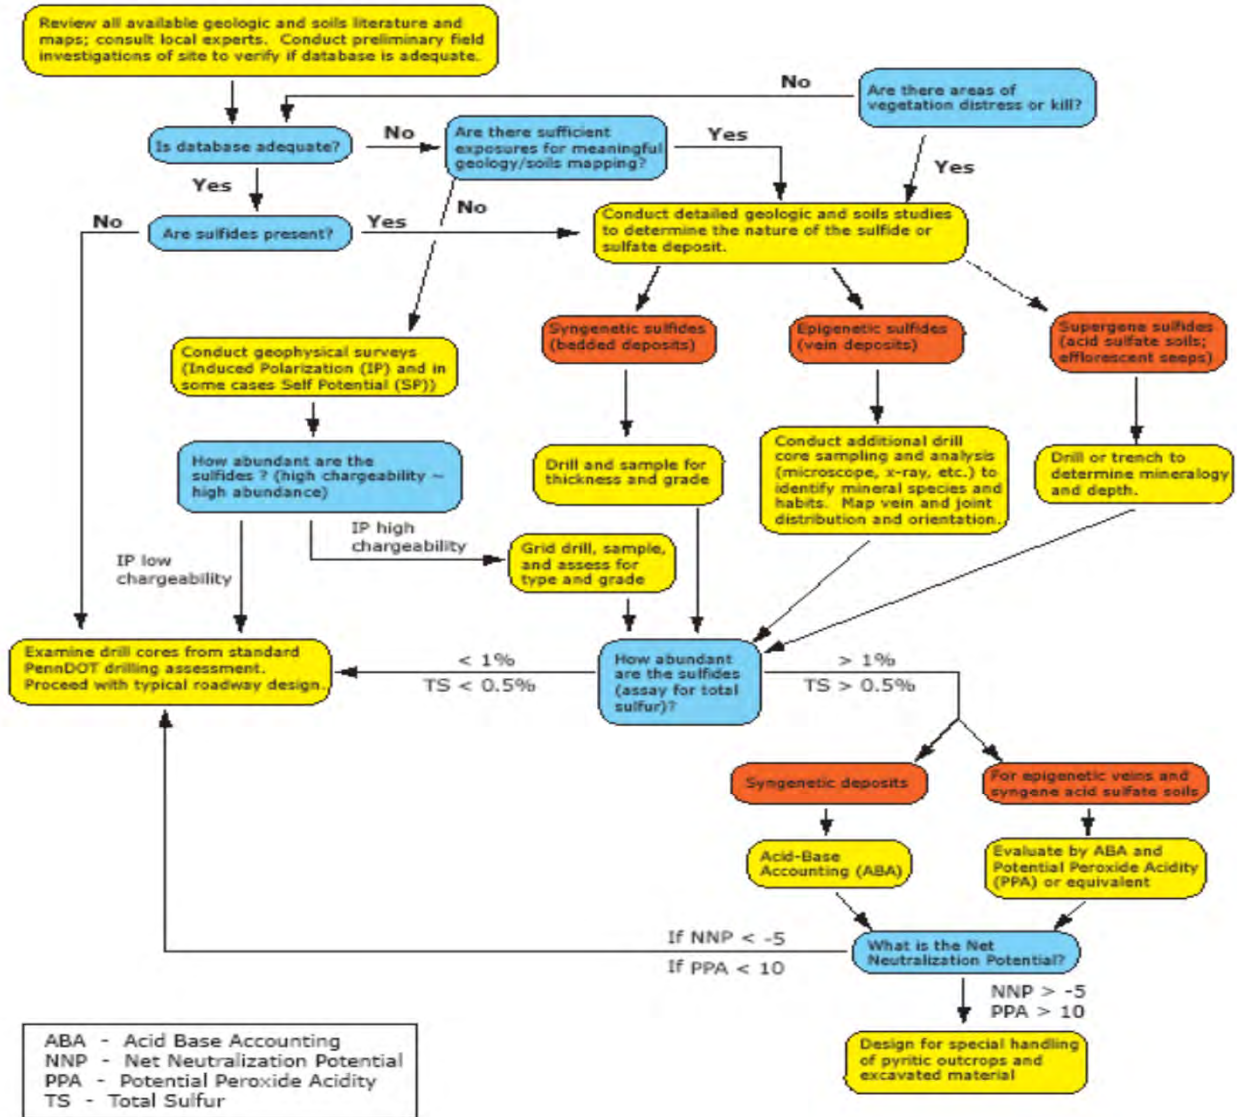 Review all available geologic and soils literature and
maps; consult local experts. Conduct preliminary field
investigations of site to verify if database is adequate.
No
Are there areas of
vegetation distress or kill?
Is database adequate?
No
Are there sufficient
exposures for meaningful
geology/soils mapping?
Yes
Yes
Yes
No
Are sulfides present?
Yes
No
Conduct detailed geologic and soils studies
to determine the nature of the sulfide or
sulfate deposit.
Syngenetic sulfides
(bedded deposits)
Epigenetic sulfides
(vein deposits)
Supergene sulfides
(acid sulfate soils;
efflorescent seeps)
Conduct geophysical surveys
(Induced Polarization (IP) and in
some cases Self Potential (SP))
How abundant are the
sulfides ? (high chargeability ~
high abundance)
Drill and sample for
thickness and grade
Conduct additional drill
core sampling and analysis
(microscope, x-ray, etc.) to
identify mineral species and
habits. Map vein and joint
distribution and orientation.
Drill or trench to
determine mineralogy
and depth.
IP low
chargeability
IP high
chargeability
Grid drill, sample,
and assess for
type and grade
Examine drill cores from standard
PennDOT drilling assessment.
Proceed with typical roadway design.
< 1%
TS < 0.5%
How abundant
are the sulfides
(assay for total
sulfur)?
> 1%
TS > 0.5%
Syngenetic deposits
For epigenetic veins and
syngene acid sulfate soils
Acid-Base
Accounting (ABA)
Evaluate by ABA and
Potential Peroxide Acidity
(PPA) or equivalent
If NNP < -5
If PPA < 10
What is the Net
Neutralization Potential?
NNP > -5
PPA > 10
Design for special handling
of pyritic outcrops and
excavated material
ABA - Acid Base Accounting
NNP - Net Neutralization Potential
PPA - Potential Peroxide Acidity
TS - Total Sulfur